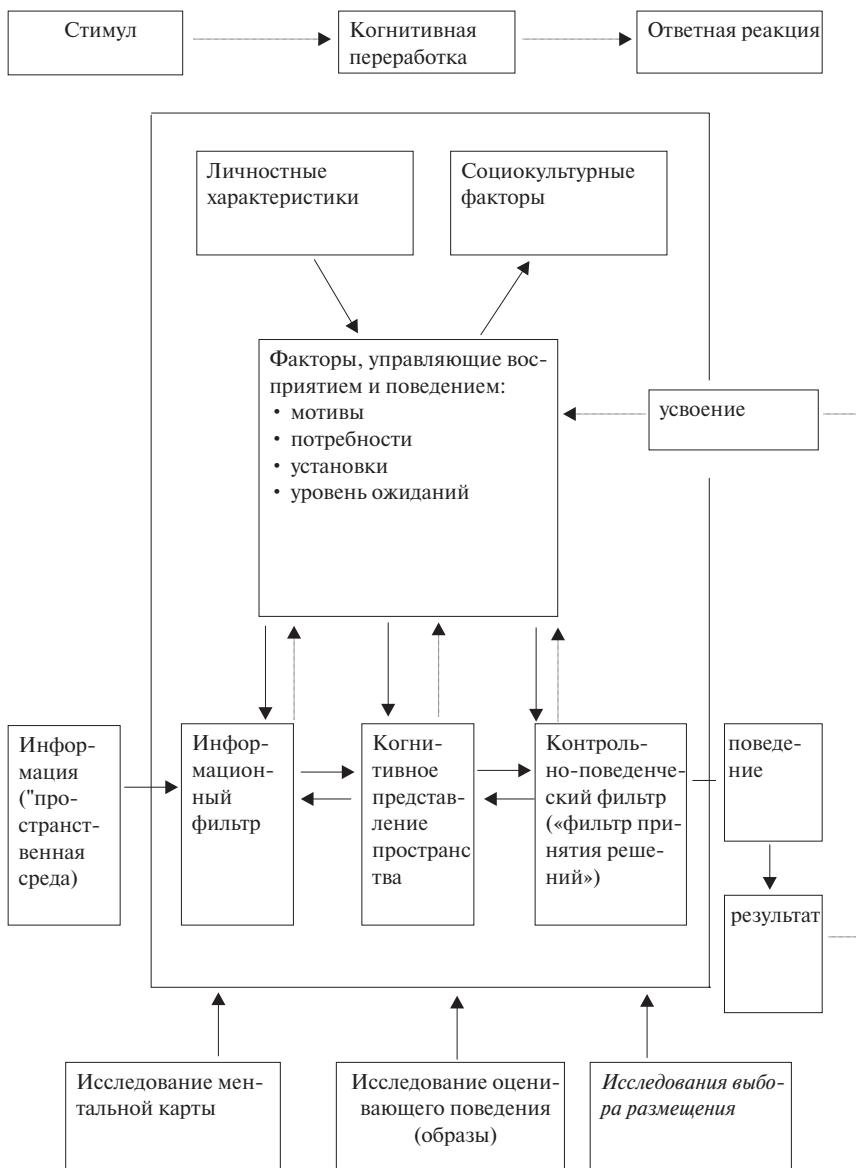 Стимул
Когнитивная
переработка
Ответная реакция
Личностные
характеристики
Социокультурные
факторы
Факторы, управляющие вос-
приятием и поведением:
• мотивы
• потребности
• установки
• уровень ожиданий
усвоение
Инфор-
мация
("про-
странст-
венная
среда)
Инфор-
мацион-
ный
фильтр
Когни-
тивное
представ-
ление
пространс
тва
Контроль-
но-поведенче
ский фильтр
(«фильтр при-
нятия реше-
ний»)
поведе-
ние
результат
Исследование мен-
тальной карты
Исследование оцени-
вающего поведения
(образы)
Исследования выбо-
ра размещения